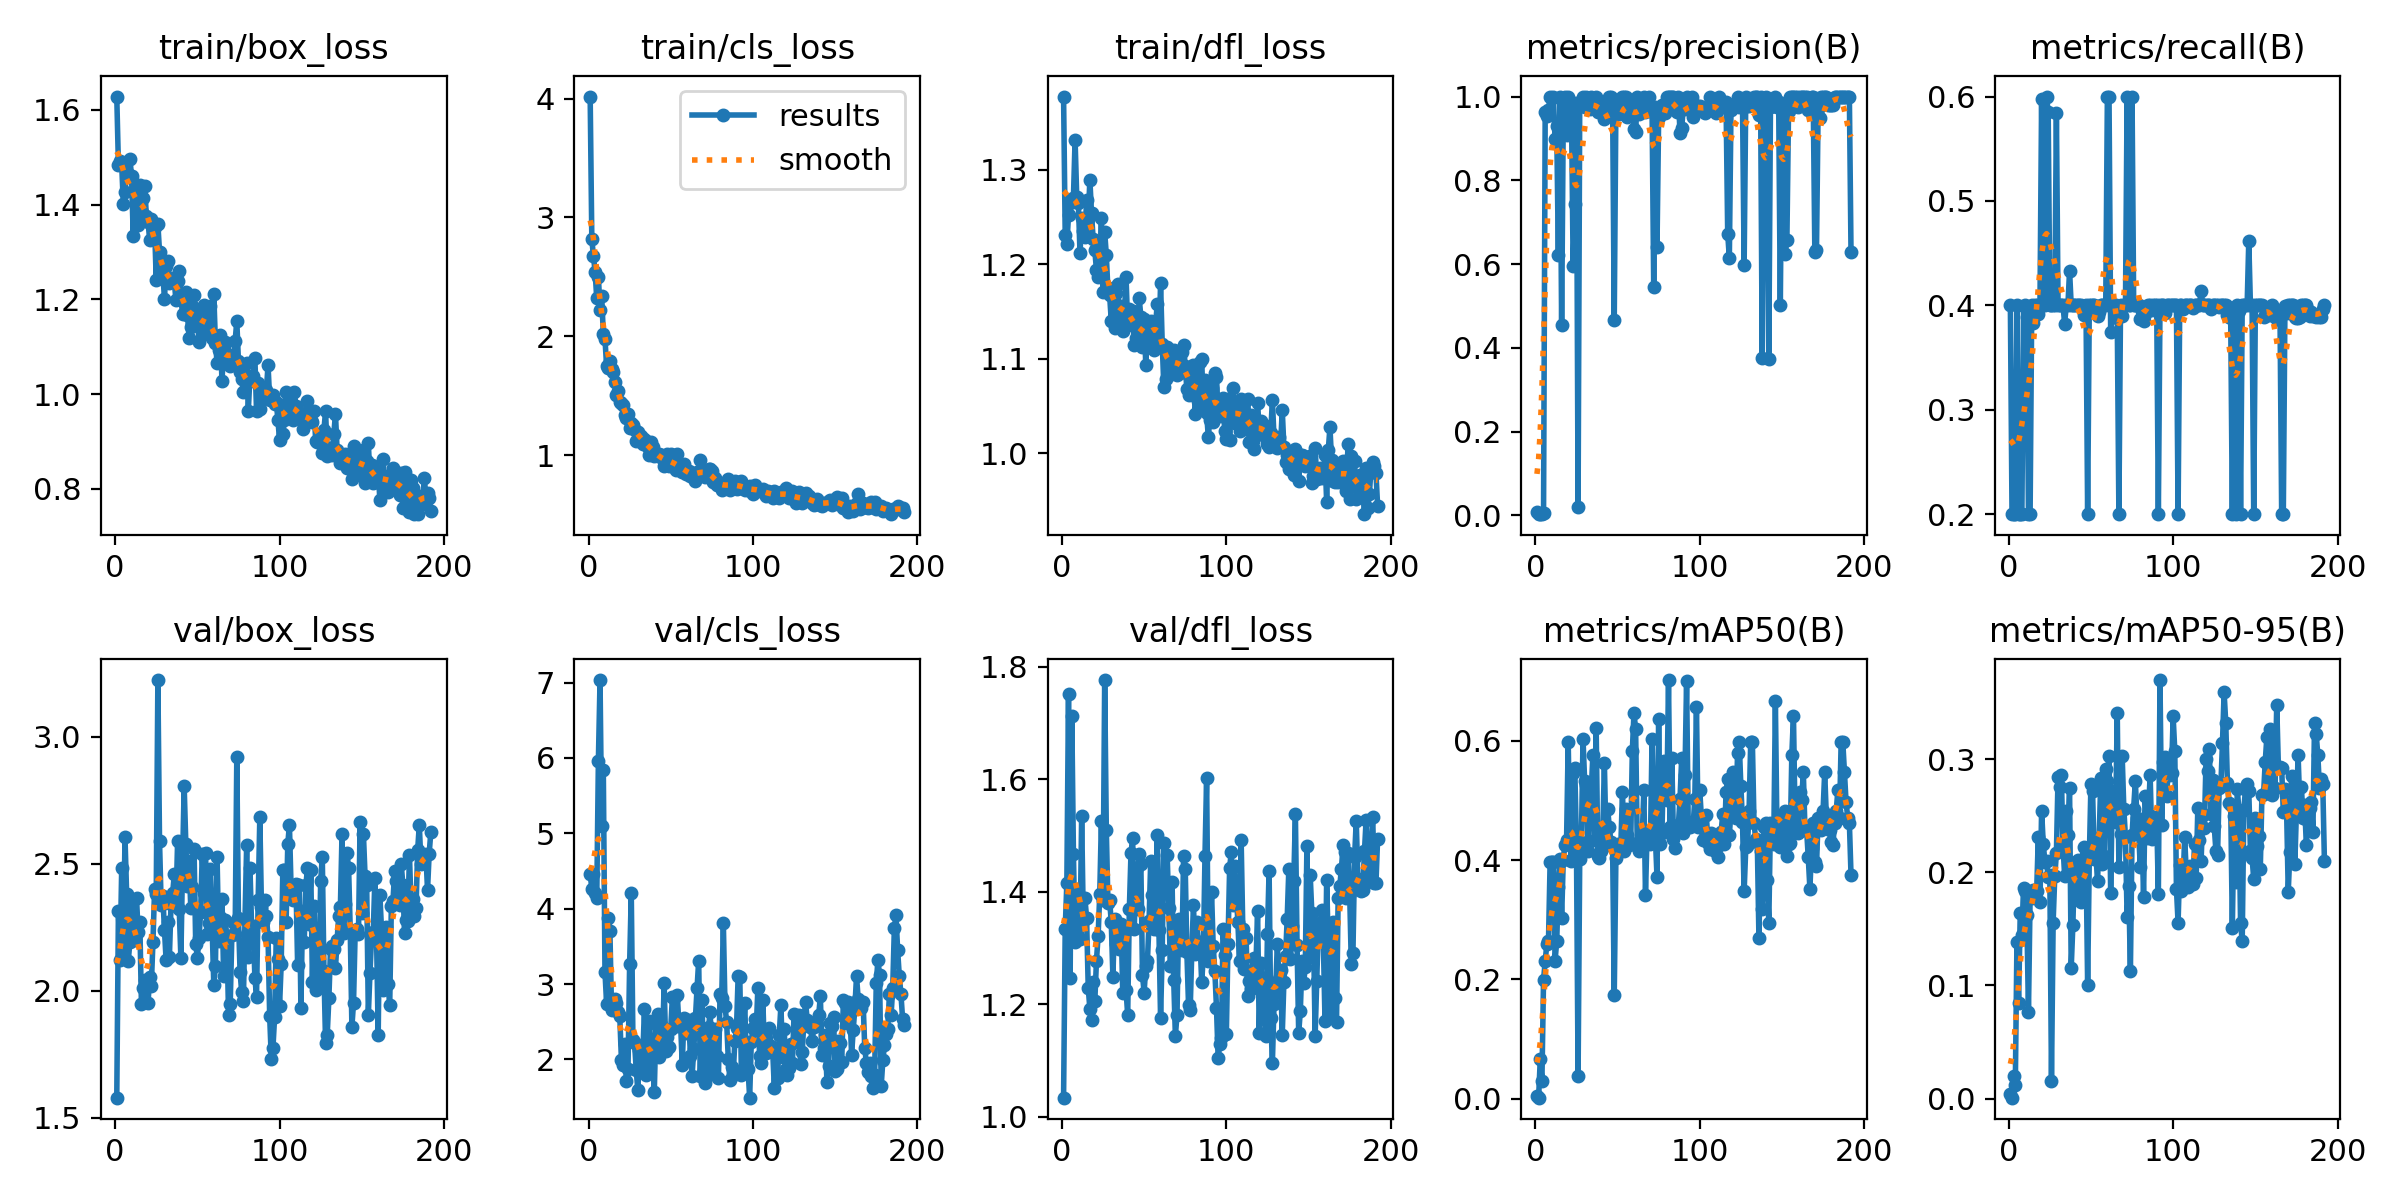 train/box_loss
1.6
1.4
1.2
1.0
0.8
0 100 200
train/cls_loss
results
smooth
4
3
2
1
0 100 200
train/dfl_loss
1.3
1.2
1.1
1.0
0 100 200
metrics/precision(B)
1.0
0.8
0.6
0.4
0.2
0.0
0 100 200
metrics/recall(B)
0.6
0.5
0.4
0.3
0.2
0 100 200
val/box_loss
3.0
2.5
2.0
1.5
0 100 200
val/cls_loss
7
6
5
4
3
2
0 100 200
val/dfl_loss
1.8
1.6
1.4
1.2
1.0
0 100 200
metrics/mAP50(B)
0.6
0.4
0.2
0.0
0 100 200
metrics/mAP50-95(B)
0.3
0.2
0.1
0.0
0 100 200